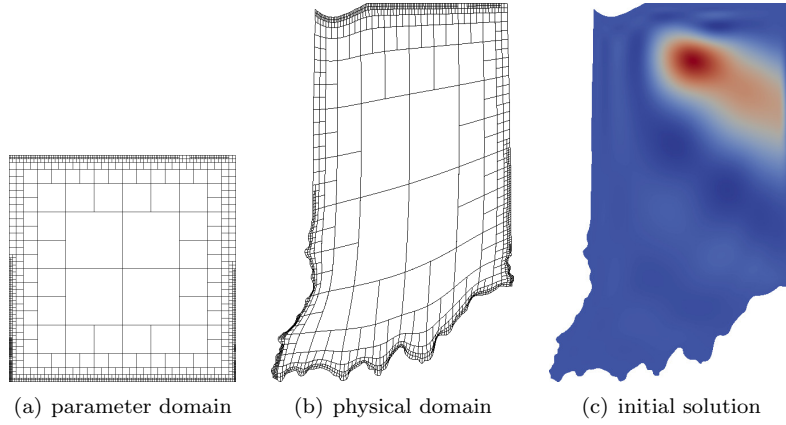 (a) parameter domain
(b) physical domain
(c) initial solution